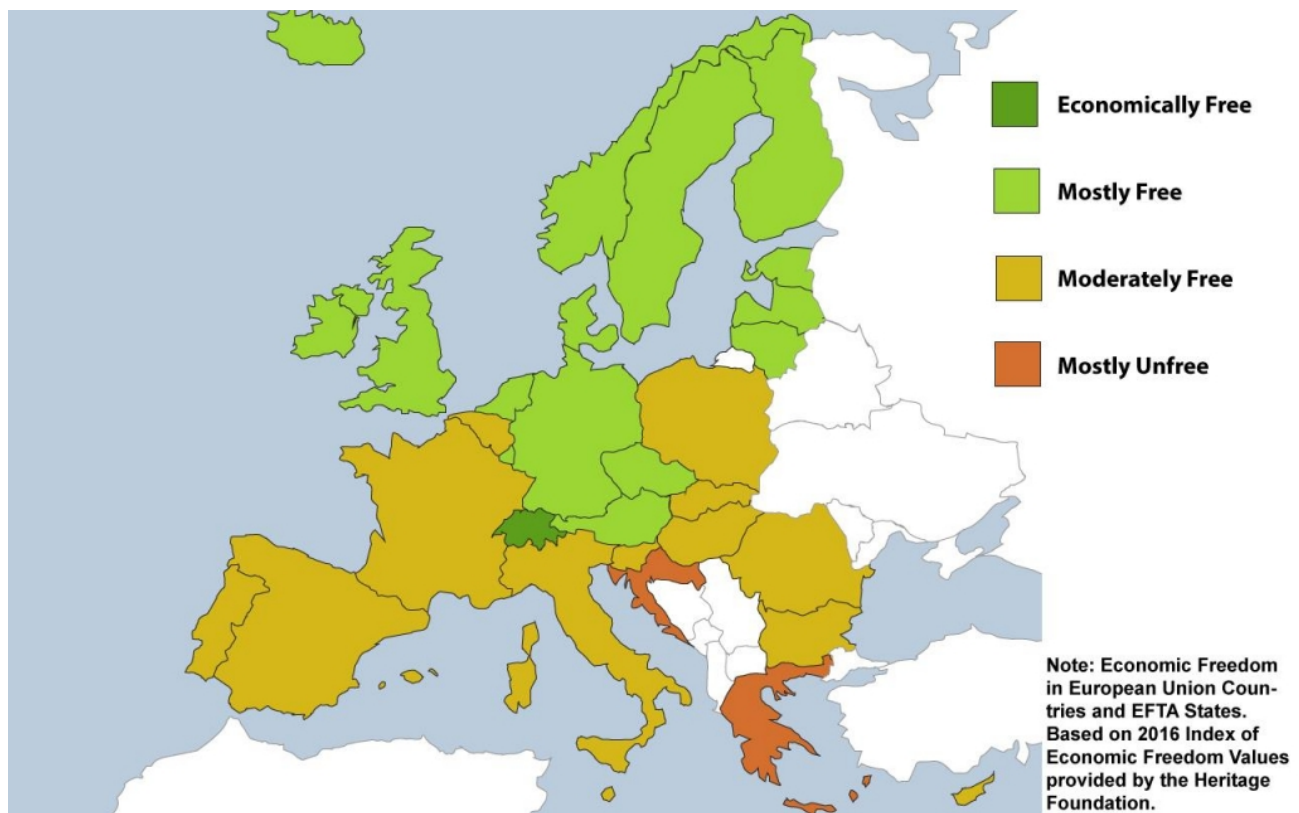 Economically Free
Mostly Free
Moderately Free
Mostly Unfree
Note: Economic Freedom
in European Union Coun-
tries and EFTA States.
Based on 2016 Index of
Economic Freedom Values
provided by the Heritage
Foundation.